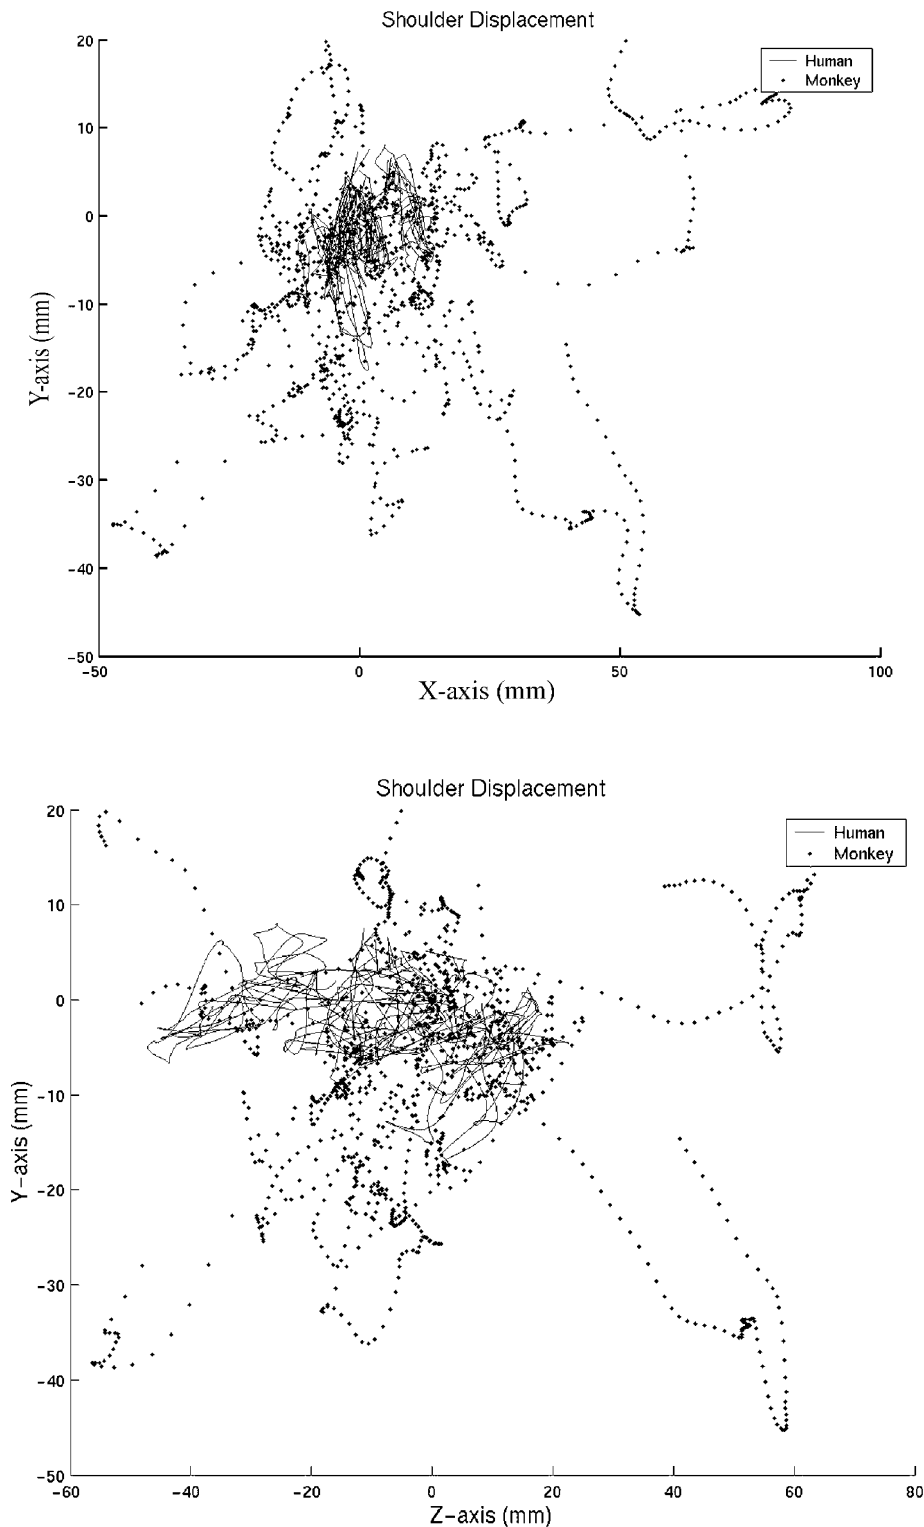 Shoulder Displacement
20
10
0
−10
−20
−30
−40
−50
Y-axis (mm)
Human
Monkey
−50
0
50
100
X-axis (mm)
Shoulder Displacement
20
10
0
−10
−20
−30
−40
−50
Y−axis (mm)
Human
Monkey
−60
−40
−20
0
20
40
60
80
Z−axis (mm)